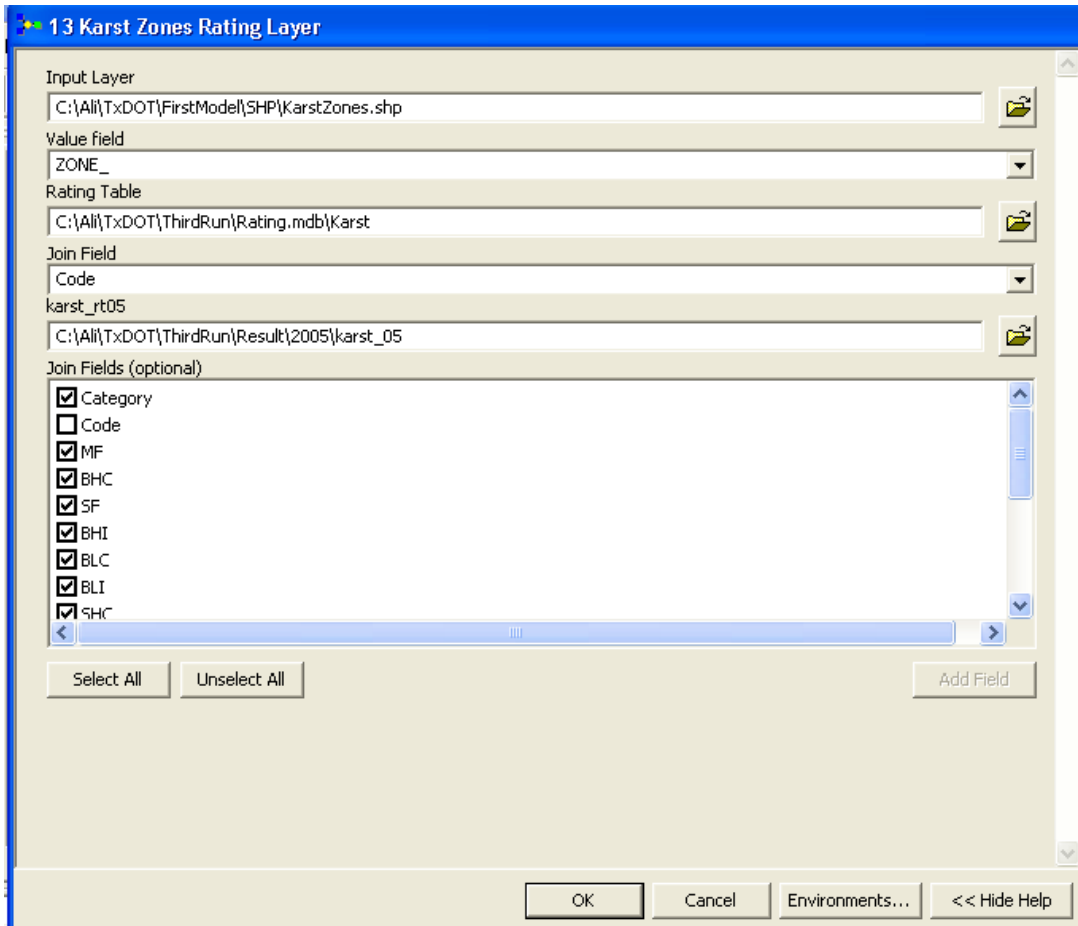 13 Karst Zones Rating Layer
Input Layer
C:\Ali\TxDOT\FirstModel\SHP\KarstZones.shp
Value field
ZONE_
Rating Table
C:\Ali\TxDOT\ThirdRun\Rating.mdb\Karst
Join Field
Code
karst_rt05
C:\Ali\TxDOT\ThirdRun\Result\2005\karst_05
Join Fields (optional)
Category
Code
MF
BHC
SF
BHI
BLC
BLI
SHC
Select All Unselect All Add Field
OK Cancel Environments... << Hide Help